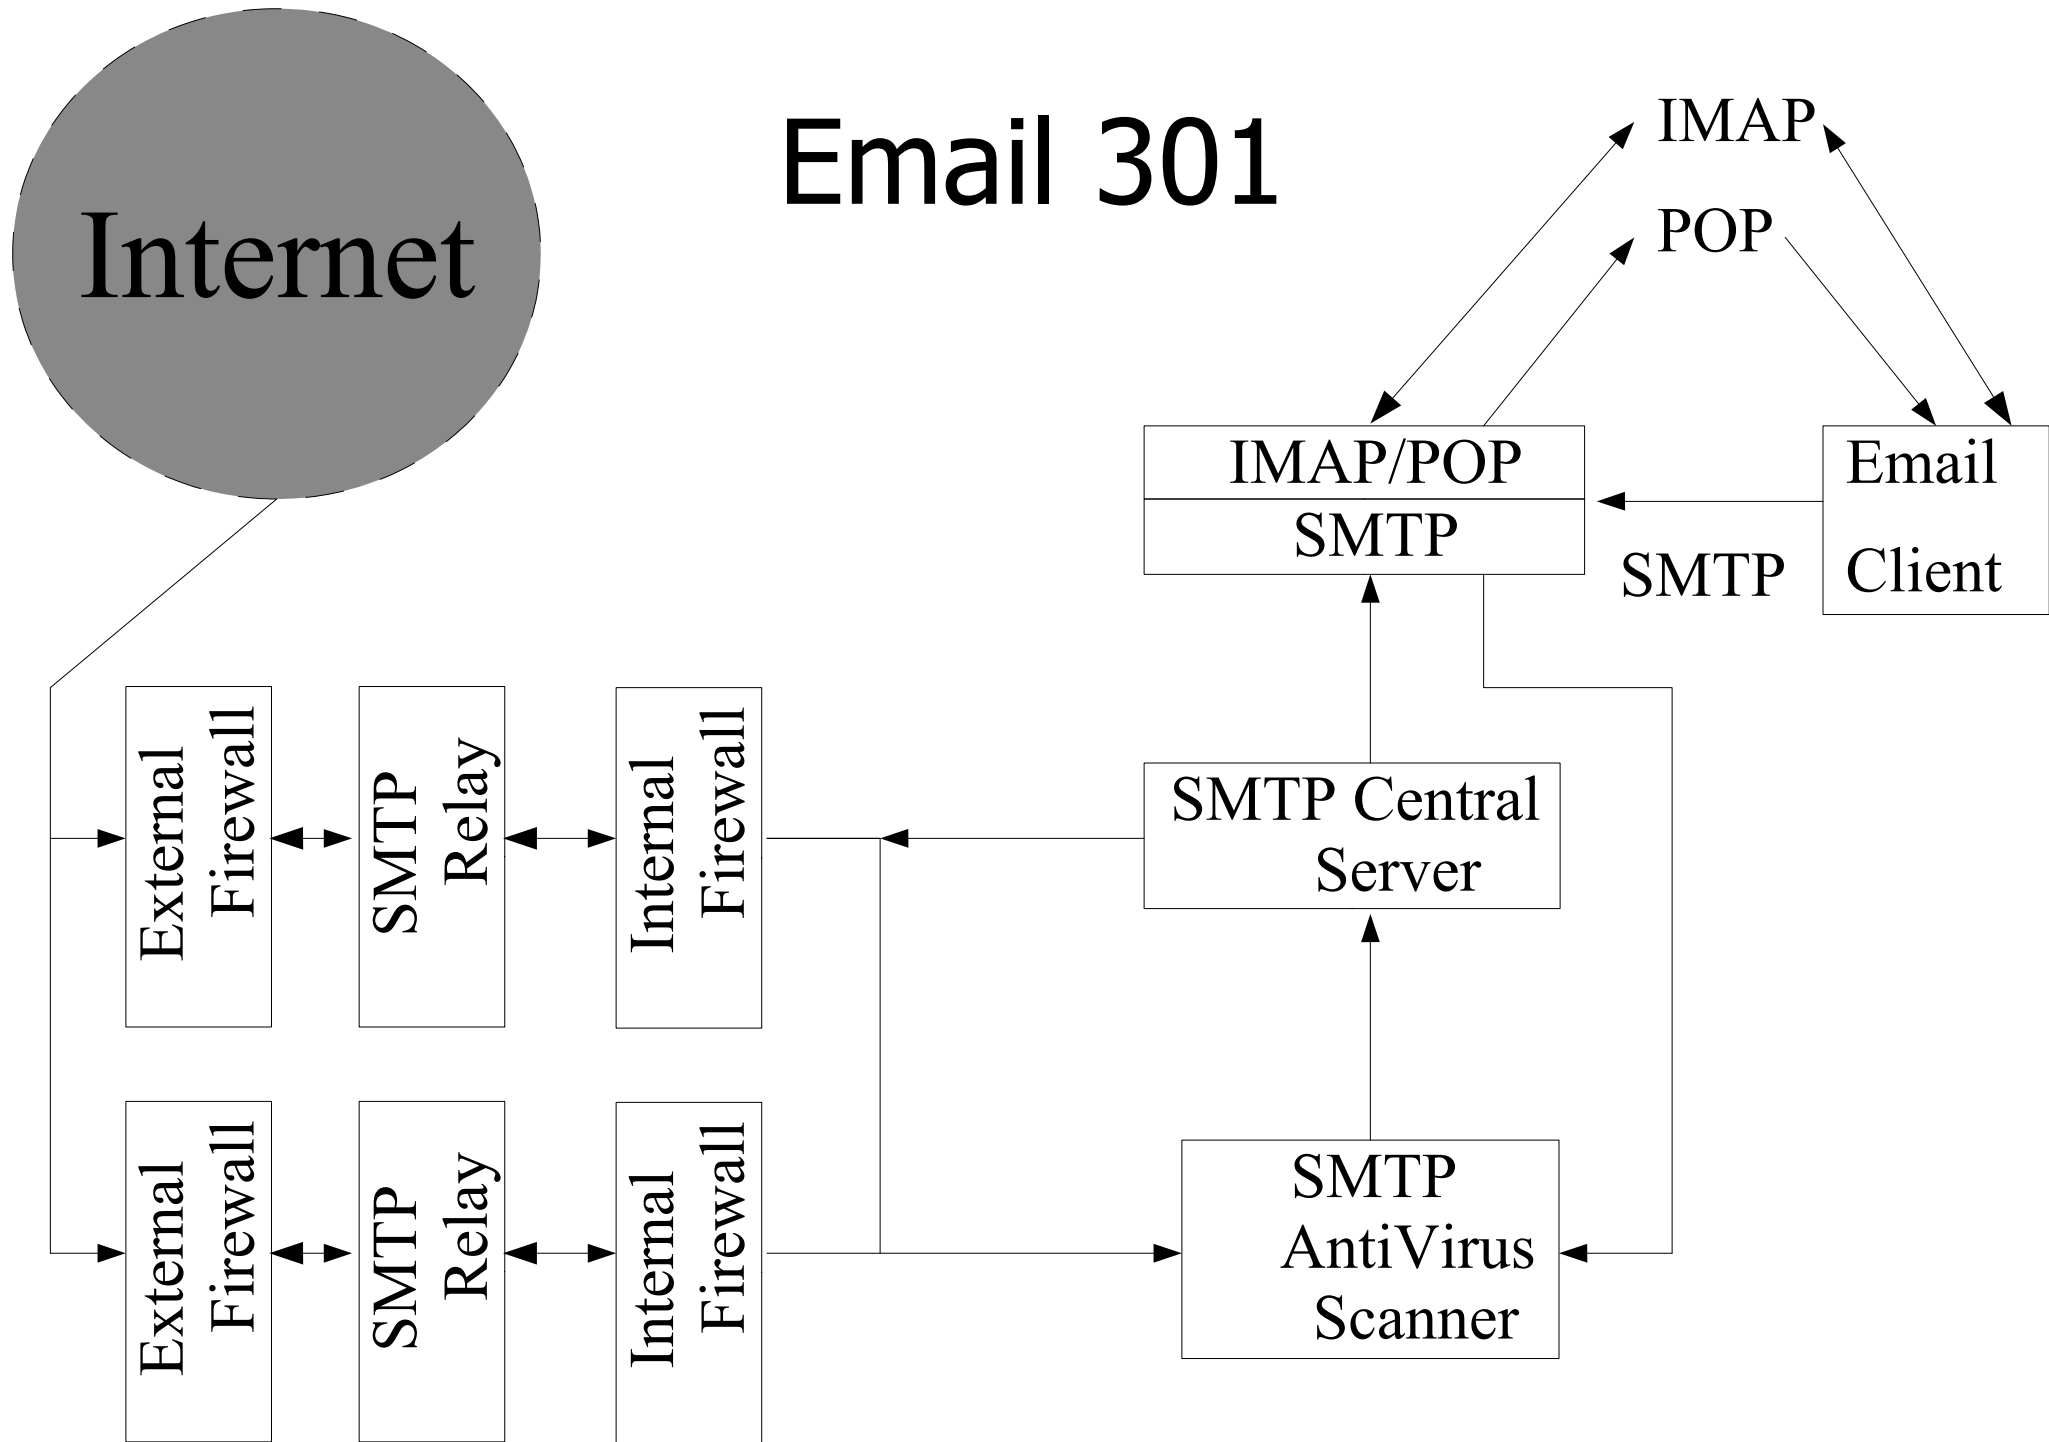 Email 301
Internet
IMAP
POP
IMAP/POP
SMTP
SMTP
Email
Client
External
Firewall
SMTP
Relay
Internal
Firewall
SMTP Central
Server
External
Firewall
SMTP
Relay
Internal
Firewall
SMTP
AntiVirus
Scanner